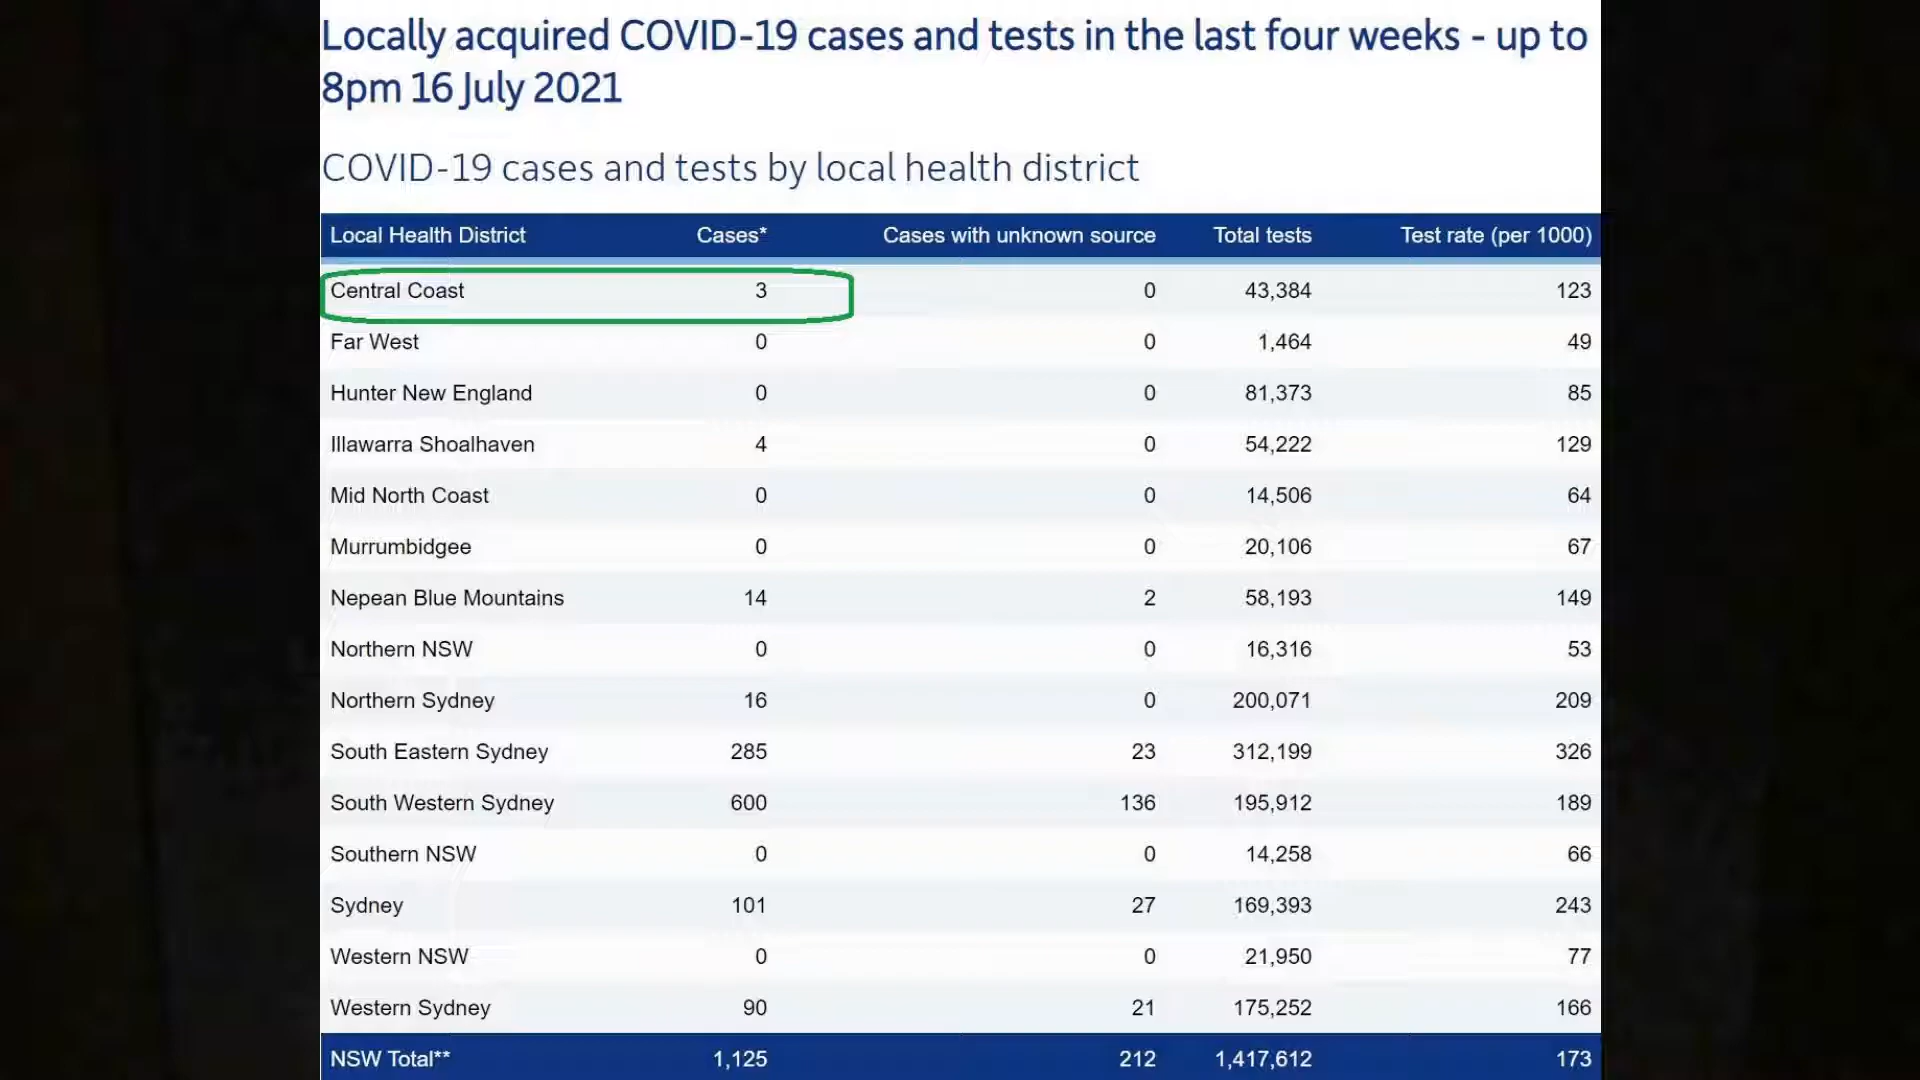 Locally acquired COVID-19 cases and tests in the last four weeks - up to
8pm 16 July 2021
COVID-19 cases and tests by local health district
Local Health District Cases* Cases with unknown source Total tests Test rate (per 1000)
Central Coast 3 0 43,384 123
Far West 0 0 1,464 49
Hunter New England 0 0 81,373 85
Illawarra Shoalhaven 4 0 54,222 129
Mid North Coast 0 0 14,506 64
Murrumbidgee 0 0 20,106 67
Nepean Blue Mountains 14 2 58,193 149
Northern NSW 0 0 16,316 53
Northern Sydney 16 0 200,071 209
South Eastern Sydney 285 23 312,199 326
South Western Sydney 600 136 195,912 189
Southern NSW 0 0 14,258 66
Sydney 101 27 169,393 243
Western NSW 0 0 21,950 77
Western Sydney 90 21 175,252 166
NSW Total** 1,125 212 1,417,612 173